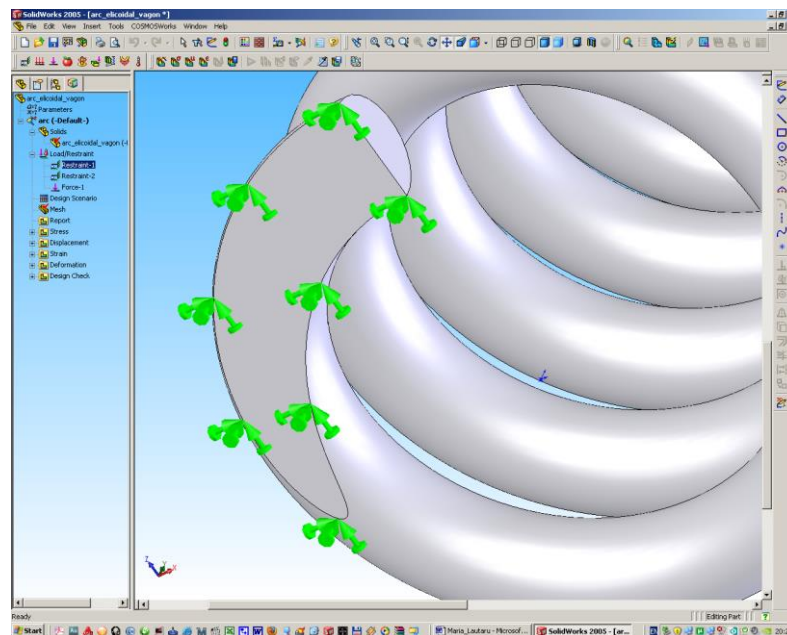 SolidWorks 2005 - [arc_elicoidal_vagon *]
File Edit View Insert Tools COSMOSWorks Window Help
arc_elicoidal_vagon
Parameters
arc (-Default-)
Solids
arc_elicoidal_vagon (-
Load/Restraint
Restraint-1
Restraint-2
Force-1
Design Scenario
Mesh
Report
Stress
Displacement
Strain
Deformation
Design Check
Z
X
Ready
Editing Part
Start
Maria_Lautaru - Microsof...
SolidWorks 2005 - [ar...